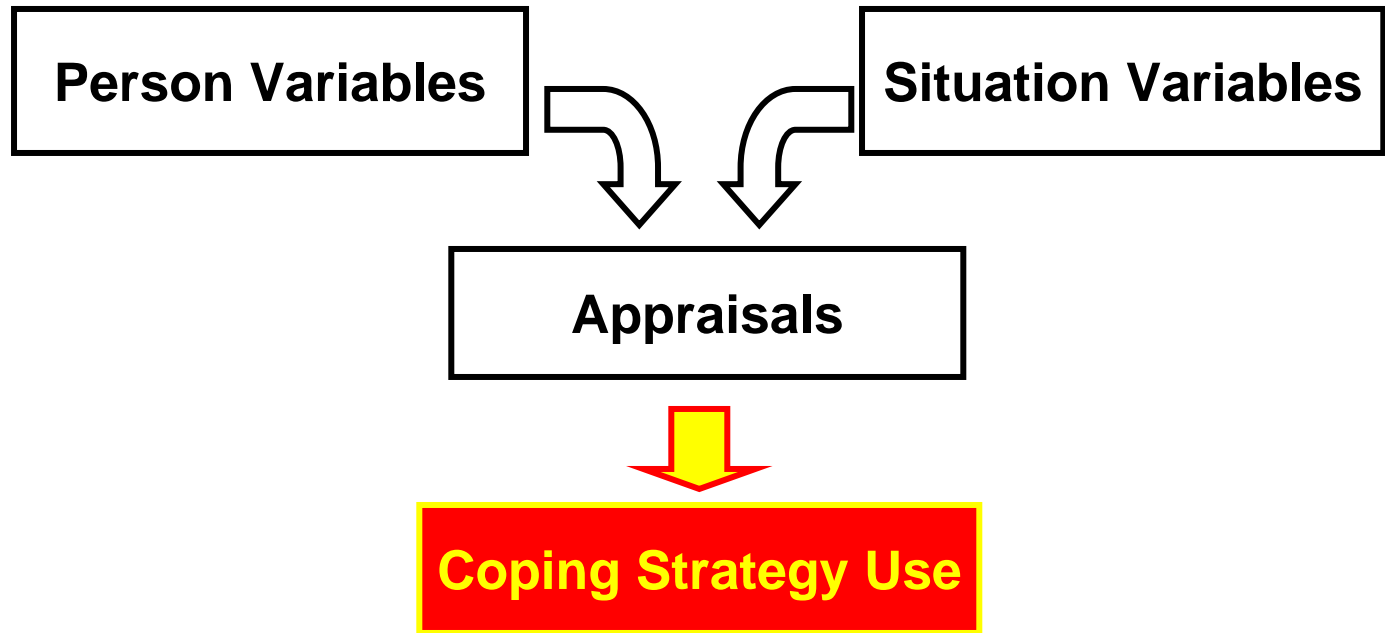 Person Variables
Situation Variables
Appraisals
Coping Strategy Use